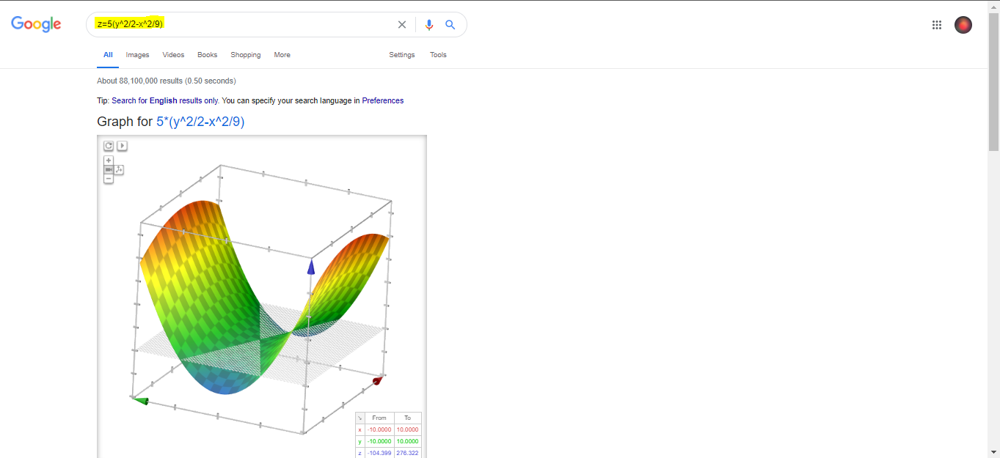 Google
z=5(y^2/2-x^2/9)
All Images Videos Books Shopping More Settings Tools
About 88,100,000 results (0.50 seconds)
Tip: Search for English results only. You can specify your search language in Preferences
Graph for 5*(y^2/2-x^2/9)
From To
x -10.0000 10.0000
y -10.0000 10.0000
z -104.399 276.322